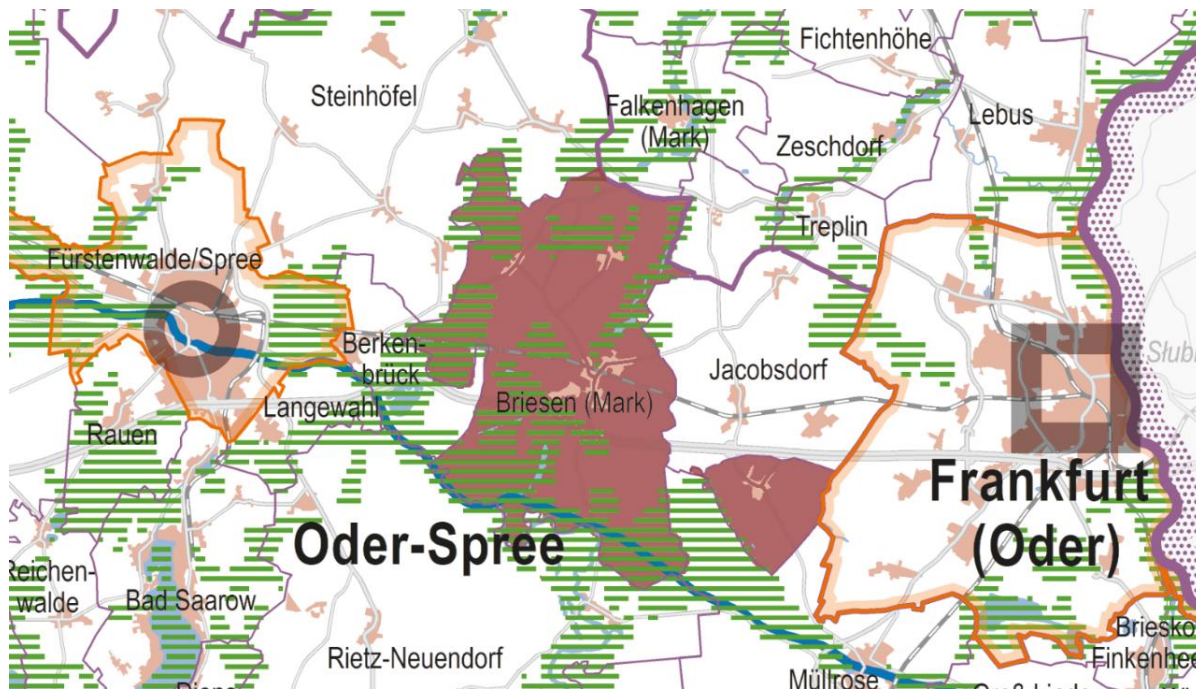 Fichtenhöhe
Steinhöfel
Falkenhagen
(Mark)
Lebus
Zeschdorf
Treplin
Fürstenwalde/Spree
Berken-
brück
Jacobsdorf
Langewahl
Briesen (Mark)
Rauen
Frankfurt
(Oder)
Oder-Spree
Reichen-
walde
Bad Saarow
Rietz-Neuendorf
Müllrose